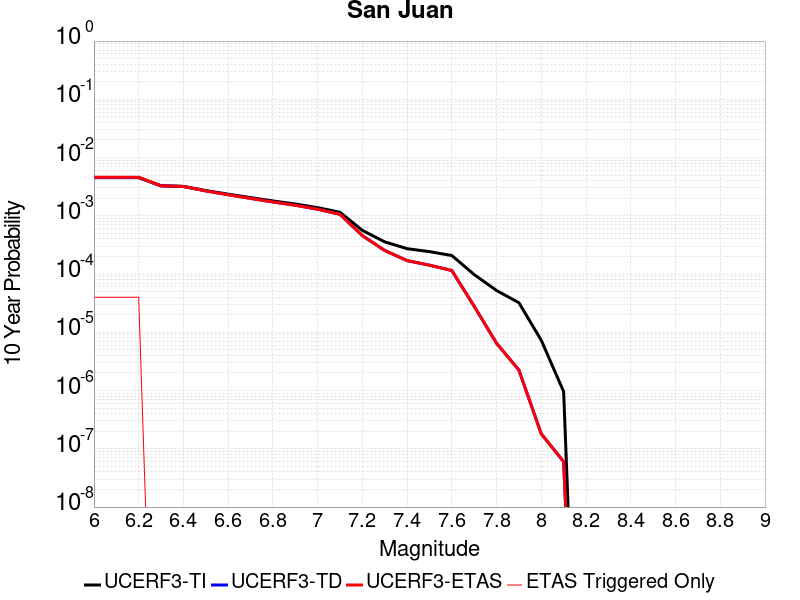 San Juan
10^0
10^-1
10^-2
10^-3
10^-4
10^-5
10^-6
10^-7
10^-8
10 Year Probability
6 6.2 6.4 6.6 6.8 7 7.2 7.4 7.6 7.8 8 8.2 8.4 8.6 8.8 9
Magnitude
UCERF3-TI UCERF3-TD UCERF3-ETAS ETAS Triggered Only